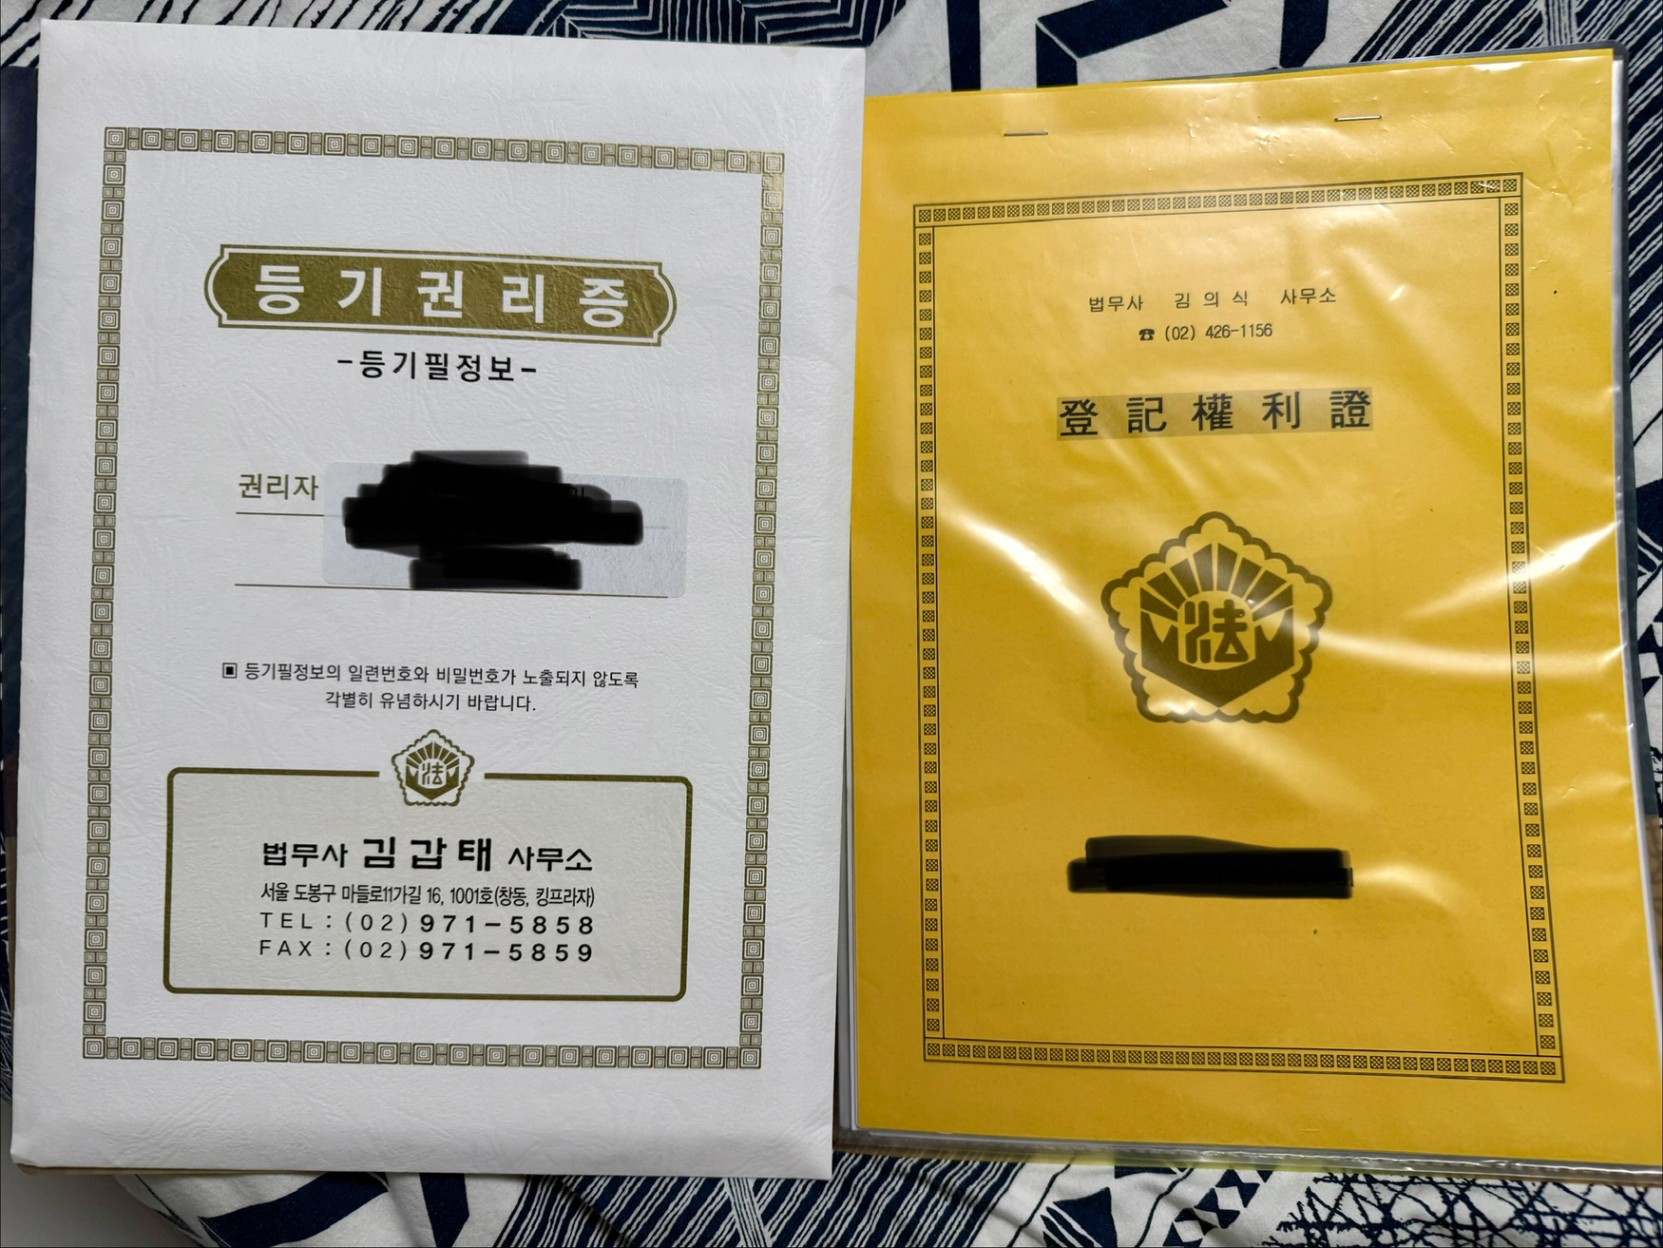 등기권리증
-등기필정보-
권리자
▣ 등기필정보의 일련번호와 비밀번호가 노출되지 않도록
각별히 유념하시기 바랍니다.
法
법무사 김갑태 사무소
서울 도봉구 마들로11가길 16, 1001호(창동, 킹프라자)
TEL : (02) 971-5858
FAX : (02) 971-5859
법무사 김의식 사무소
☎ (02) 426-1156
登記權利證
法